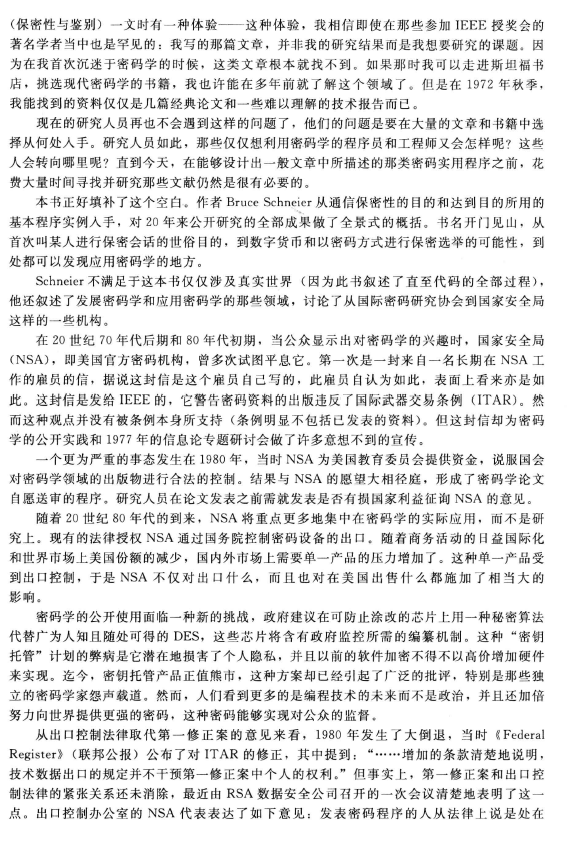 (保密性与鉴别)一文时有一种体验——这种体验，我相信即使在那些参加 IEEE 授奖会的
著名学者当中也是罕见的：我写的那篇文章，并非我的研究结果而是我想要研究的课题。因
为在我首次沉迷于密码学的时候，这类文章根本就找不到。如果那时我可以走进斯坦福书
店，挑选现代密码学的书籍，我也许能在多年前就了解这个领域了。但是在 1972 年秋季，
我能找到的资料仅仅是几篇经典论文和一些难以理解的技术报告而已。
现在的研究人员再也不会遇到这样的问题了，他们的问题是要在大量的文章和书籍中选
择从何处入手。研究人员如此，那些仅仅想利用密码学的程序员和工程师又会怎样呢？这些
人会转向哪里呢？直到今天，在能够设计出一般文章中所描述的那类密码实用程序之前，花
费大量时间寻找并研究那些文献仍然是很有必要的。
本书正好填补了这个空白。作者 Bruce Schneier 从通信保密性的目的和达到目的所用的
基本程序实例入手，对 20 年来公开研究的全部成果做了全景式的概括。书名开门见山，从
首次叫某人进行保密会话的世俗目的，到数字货币和以密码方式进行保密选举的可能性，到
处都可以发现应用密码学的地方。
Schneier 不满足于这本书仅仅涉及真实世界（因为此书叙述了直至代码的全部过程），
他还叙述了发展密码学和应用密码学的那些领域，讨论了从国际密码研究协会到国家安全局
这样的一些机构。
在 20 世纪 70 年代后期和 80 年代初期，当公众显示出对密码学的兴趣时，国家安全局
（NSA），即美国官方密码机构，曾多次试图平息它。第一次是一封来自一名长期在 NSA 工
作的雇员的信，据说这封信是这个雇员自己写的，此雇员自认为如此，表面上看来亦是如
此。这封信是发给 IEEE 的，它警告密码资料的出版违反了国际武器交易条例（ITAR）。然
而这种观点并没有被条例本身所支持（条例明显不包括已发表的资料）。但这封信却为密码
学的公开实践和 1977 年的信息论专题研讨会做了许多意想不到的宣传。
一个更为严重的事态发生在 1980 年，当时 NSA 为美国教育委员会提供资金，说服国会
对密码学领域的出版物进行合法的控制。结果与 NSA 的愿望大相径庭，形成了密码学论文
自愿送审的程序。研究人员在论文发表之前需就发表是否有损国家利益征询 NSA 的意见。
随着 20 世纪 80 年代的到来，NSA 将重点更多地集中在密码学的实际应用，而不是研
究上。现有的法律授权 NSA 通过国务院控制密码设备的出口。随着商务活动的日益国际化
和世界市场上美国份额的减少，国内外市场上需要单一产品的压力增加了。这种单一产品受
到出口控制，于是 NSA 不仅对出口什么，而且也对在美国出售什么都施加了相当大的
影响。
密码学的公开使用面临一种新的挑战，政府建议在可防止涂改的芯片上用一种秘密算法
代替广为人知且随处可得的 DES，这些芯片将含有政府监控所需的编纂机制。这种“密钥
托管”计划的弊病是它潜在地损害了个人隐私，并且以前的软件加密不得不以高价增加硬件
来实现。迄今，密钥托管产品正值熊市，这种方案却已经引起了广泛的批评，特别是那些独
立的密码学家怨声载道。然而，人们看到更多的是编程技术的未来而不是政治，并且还加倍
努力向世界提供更强的密码，这种密码能够实现对公众的监督。
从出口控制法律取代第一修正案的意见来看，1980 年发生了大倒退，当时《Federal
Register》（联邦公报）公布了对 ITAR 的修正，其中提到：“……增加的条款清楚地说明，
技术数据出口的规定并不干预第一修正案中个人的权利。”但事实上，第一修正案和出口控
制法律的紧张关系还未消除，最近由 RSA 数据安全公司召开的一次会议清楚地表明了这一
点。出口控制办公室的 NSA 代表表达了如下意见：发表密码程序的人从法律上说是处在